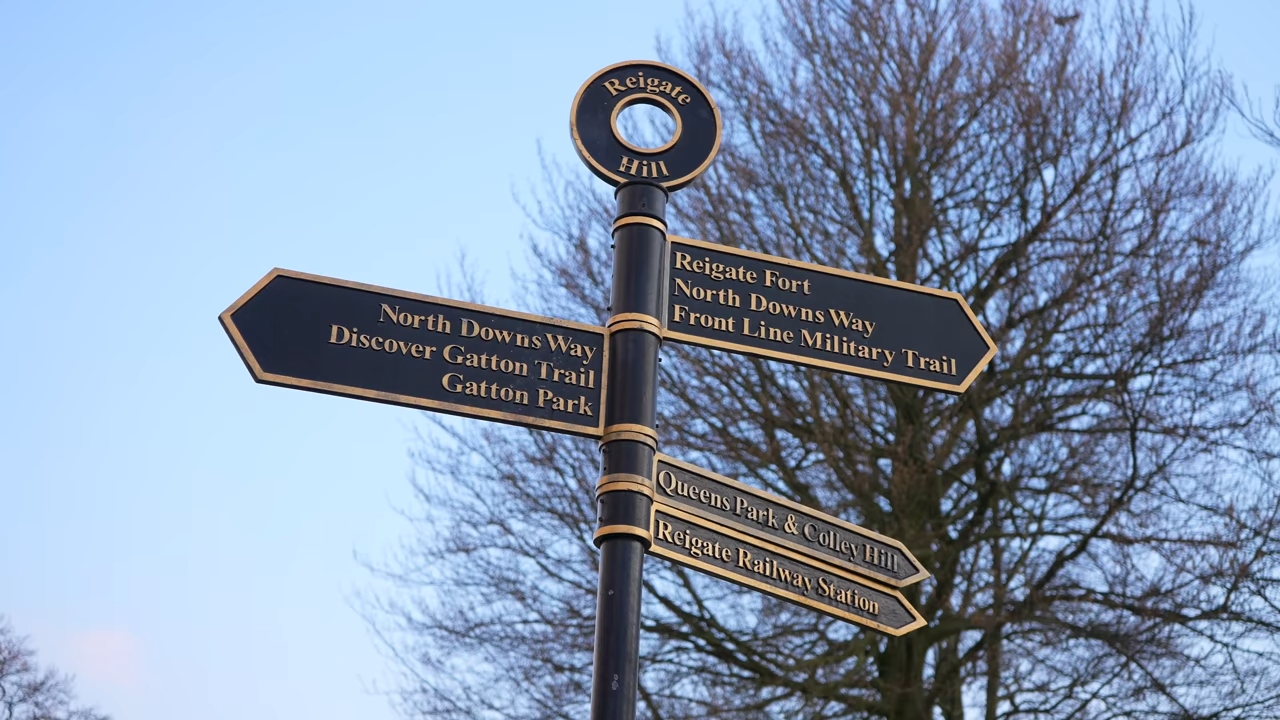 Reigate
Hill
Reigate Fort
North Downs Way
Front Line Military Trail
North Downs Way
Discover Gatton Trail
Gatton Park
Queens Park & Colley Hill
Reigate Railway Station